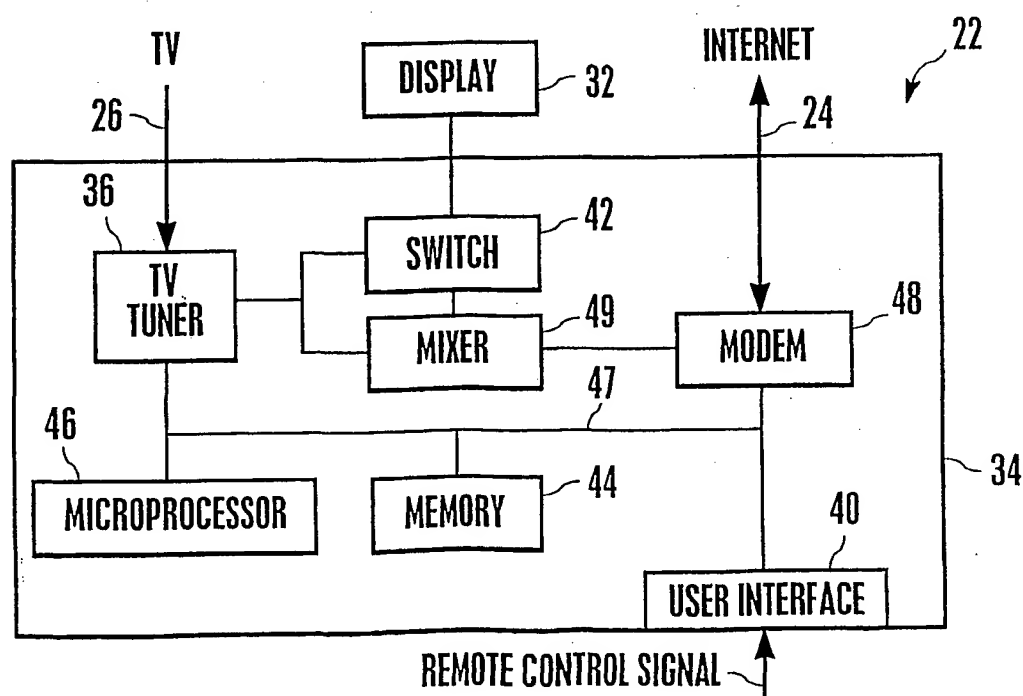 TV
DISPLAY
INTERNET
22
32
26
24
36
42
SWITCH
TV
TUNER
49
48
MIXER
MODEM
47
46
34
44
MICROPROCESSOR
MEMORY
40
USER INTERFACE
REMOTE CONTROL SIGNAL